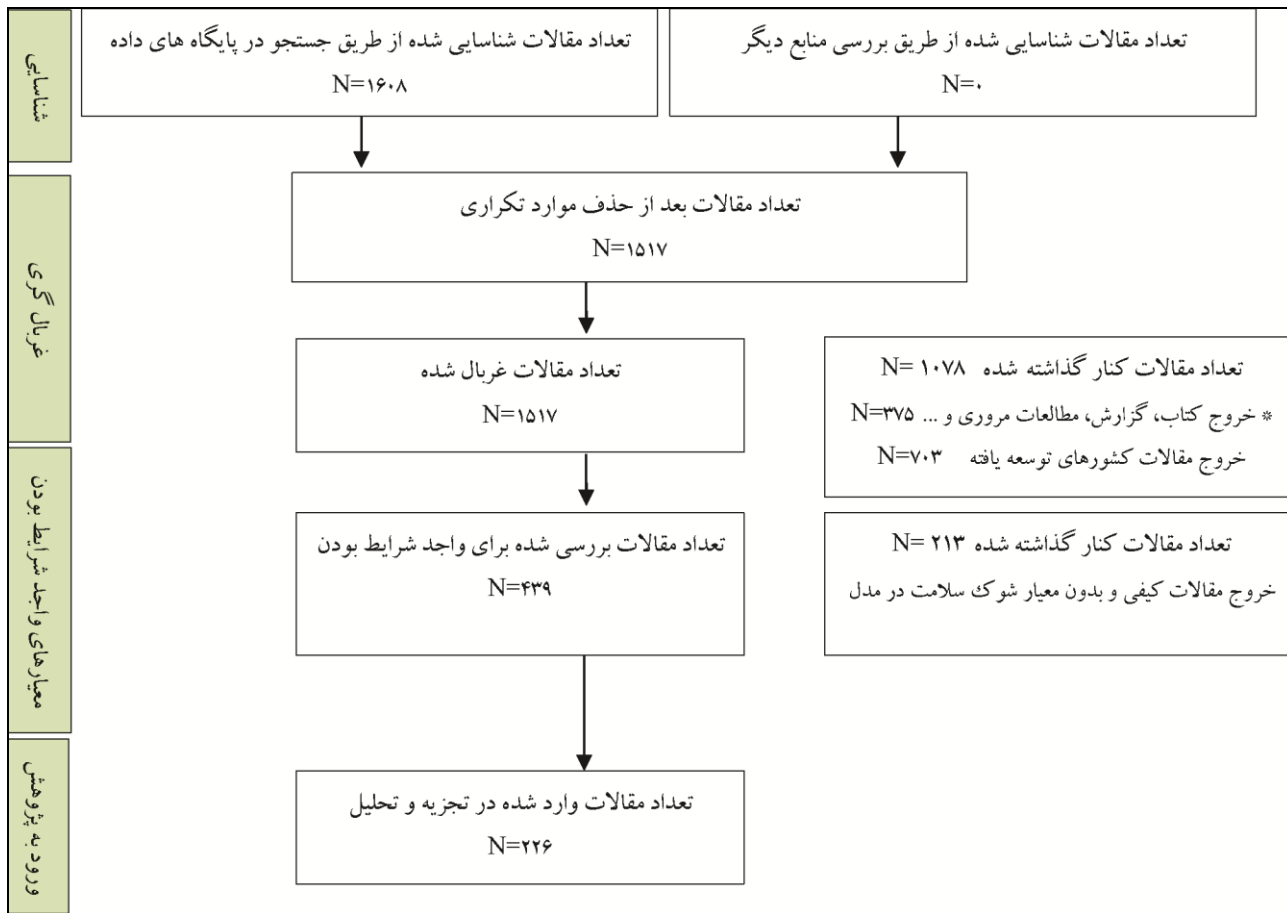 شناسایی
تعداد مقالات شناسایی شده از طریق بررسی منابع دیگر
N=۰
تعداد مقالات شناسایی شده از طریق جستجو در پایگاه های داده
N=۱۶۰۸
غربال گری
تعداد مقالات بعد از حذف موارد تکراری
N=۱۵۱۷
تعداد مقالات غربال شده
N=۱۵۱۷
تعداد مقالات کنار گذاشته شده N= ۱۰۷۸
* خروج کتاب، گزارش، مطالعات مروری و ... N=۳۷۵
خروج مقالات کشورهای توسعه یافته N=۷۰۳
معیارهای واجد شرایط بودن
تعداد مقالات بررسی شده برای واجد شرایط بودن
N=۴۳۹
تعداد مقالات کنار گذاشته شده N= ۲۱۳
خروج مقالات کیفی و بدون معیار شوک سلامت در مدل
ورود به پژوهش
تعداد مقالات وارد شده در تجزیه و تحلیل
N=۲۲۶